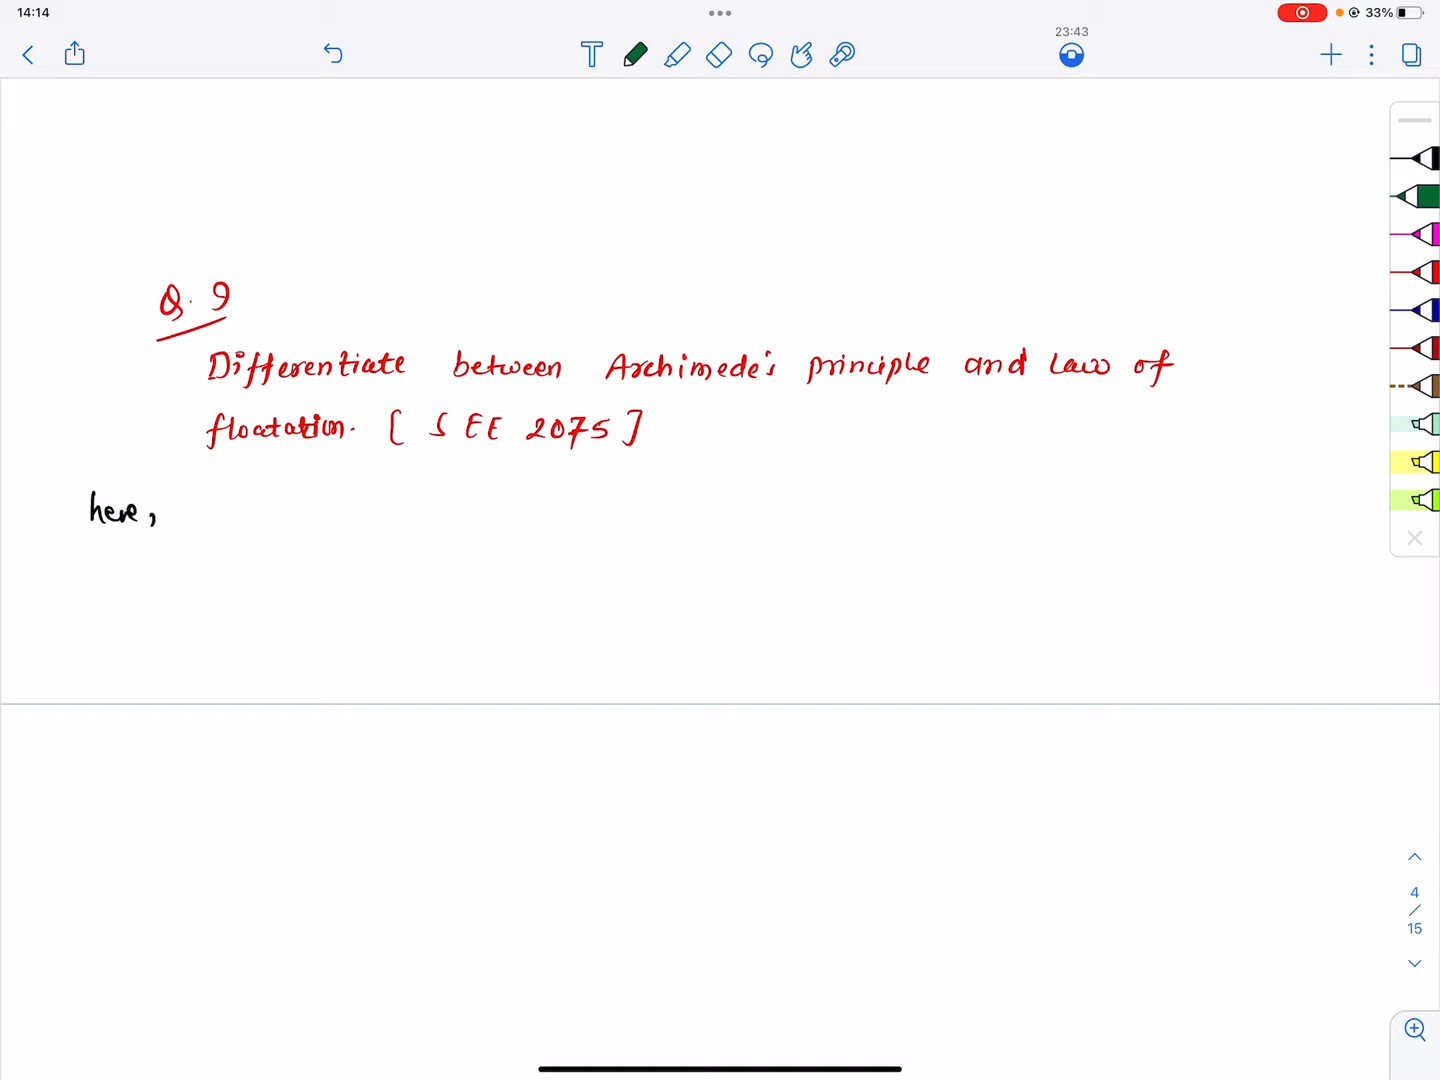 14:14
33%
23:43
Q. 9
Differentiate between Archimede's principle and law of
floatation. [ SEE 2075 ]
here,
4
/
15